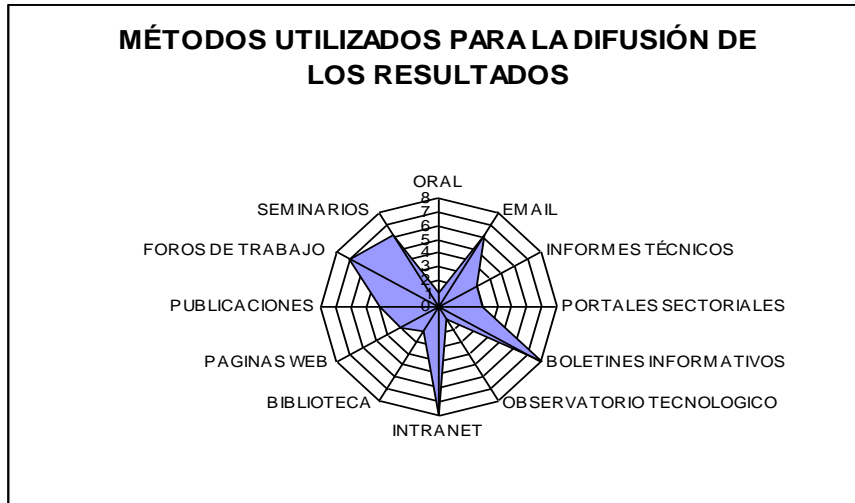 MÉTODOS UTILIZADOS PARA LA DIFUSIÓN DE
LOS RESULTADOS
ORAL
EMAIL
INFORMES TÉCNICOS
PORTALES SECTORIALES
BOLETINES INFORMATIVOS
OBSERVATORIO TECNOLOGICO
INTRANET
BIBLIOTECA
PAGINAS WEB
PUBLICACIONES
FOROS DE TRABAJO
SEMINARIOS
8
7
6
5
4
3
2
1
0